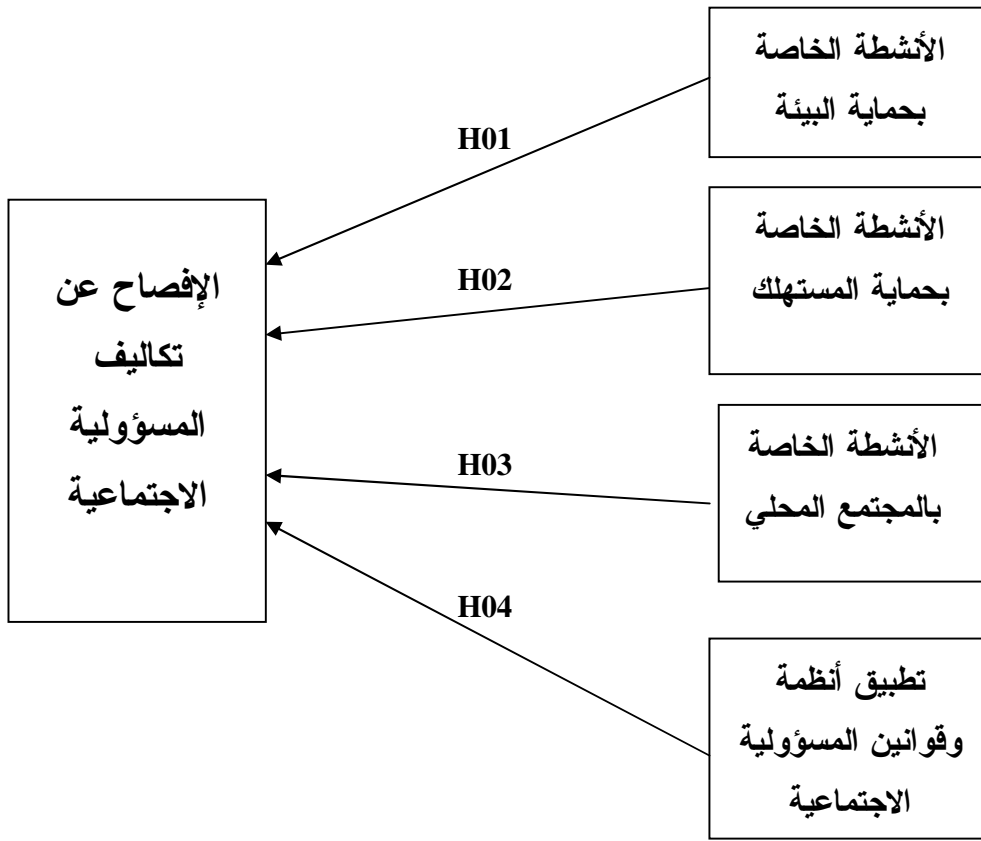 الأنشطة الخاصة
بحماية البيئة
H01
الأنشطة الخاصة
بحماية المستهلك
H02
الإفصاح عن
تكاليف
المسؤولية
الاجتماعية
الأنشطة الخاصة
بالمجتمع المحلي
H03
H04
تطبيق أنظمة
وقوانين المسؤولية
الاجتماعية